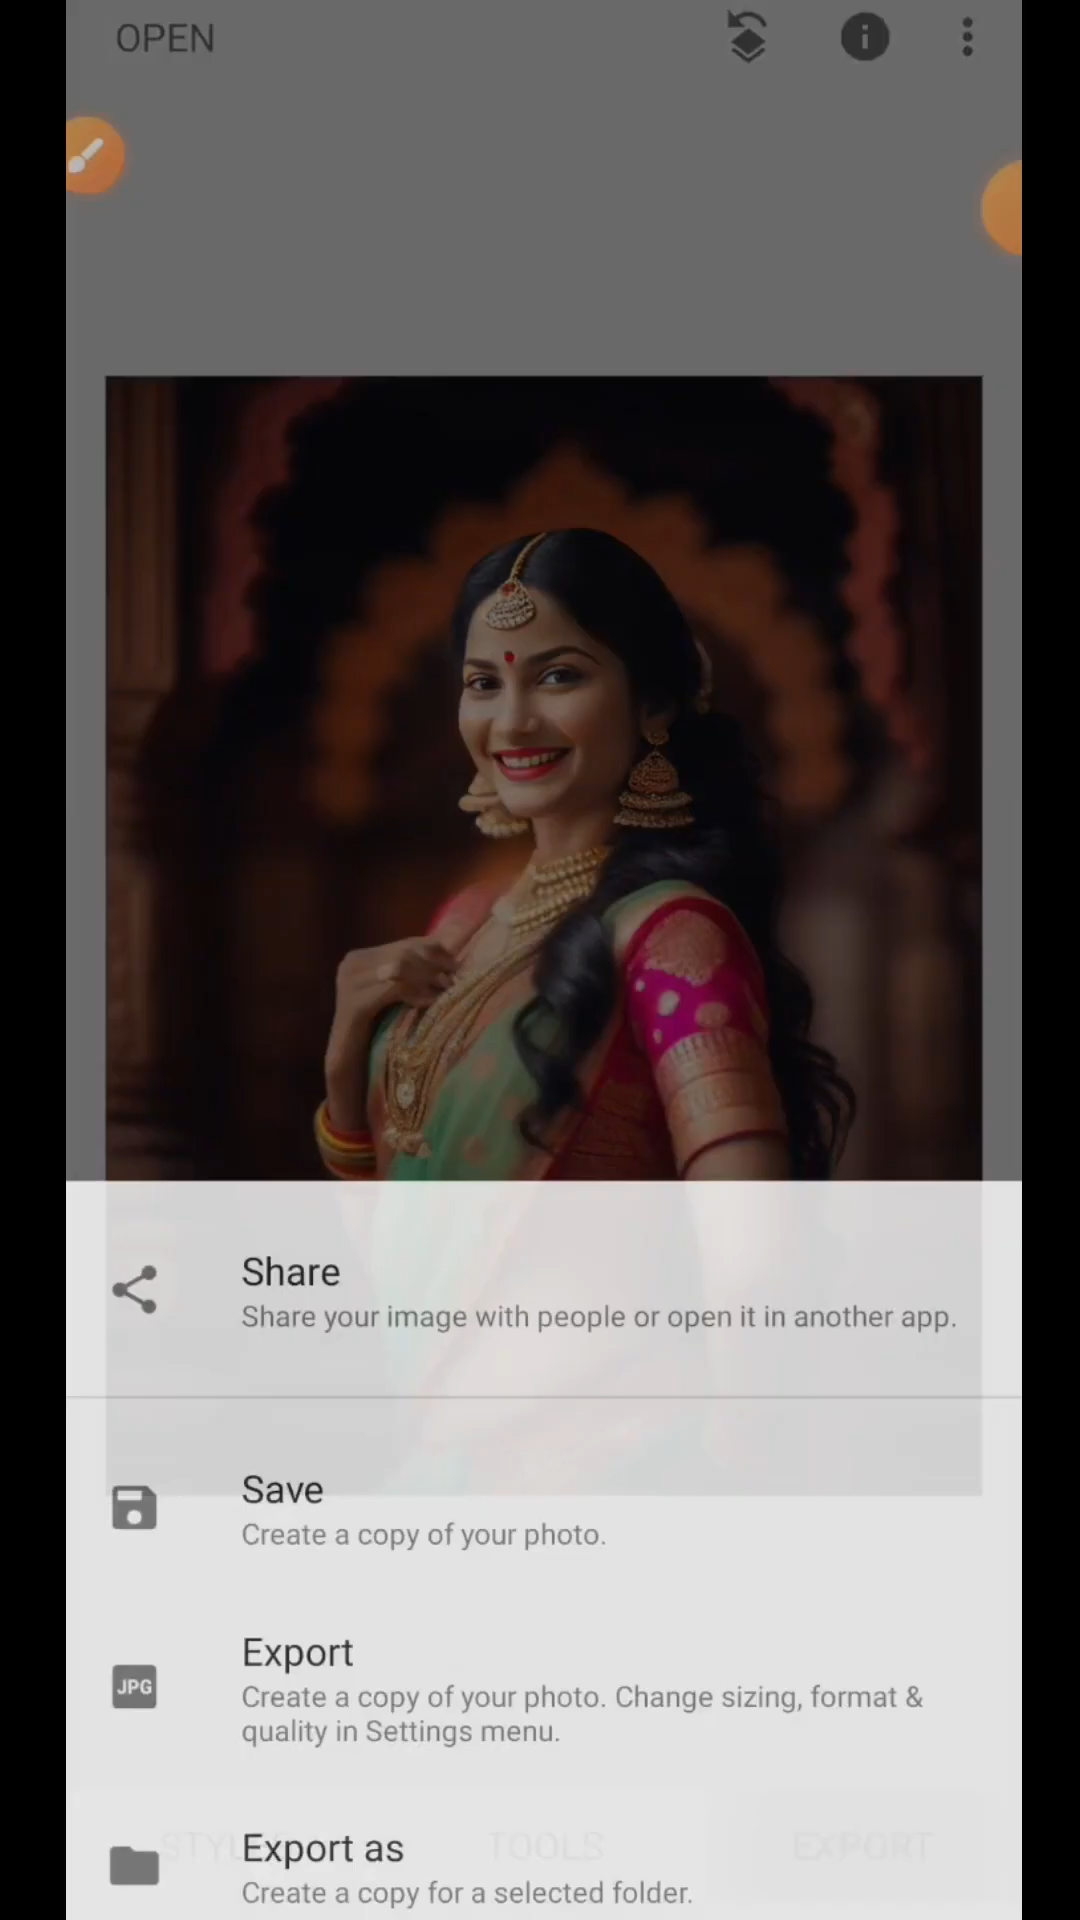 OPEN
Share
Share your image with people or open it in another app.
Save
Create a copy of your photo.
JPG
Export
Create a copy of your photo. Change sizing, format &
quality in Settings menu.
STYLES
TOOLS
EXPORT
Export as
Create a copy for a selected folder.